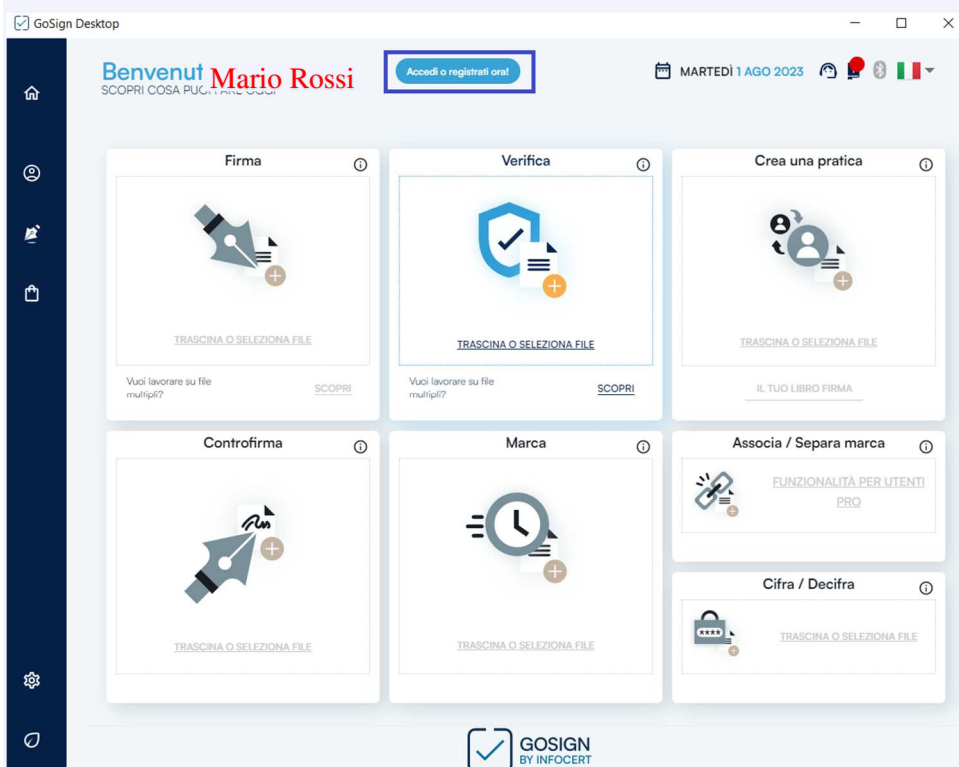 GoSign Desktop
Benvenut Mario Rossi
SCOPRI COSA
Accedi o registrati ora!
MARTEDÌ 1 AGO 2023
Firma
TRASCINA O SELEZIONA FILE
Vuoi lavorare su file
multipli?
SCOPRI
Verifica
TRASCINA O SELEZIONA FILE
Vuoi lavorare su file
multipli?
SCOPRI
Crea una pratica
TRASCINA O SELEZIONA FILE
IL TUO LIBRO FIRMA
Controfirma
TRASCINA O SELEZIONA FILE
Marca
TRASCINA O SELEZIONA FILE
Associa / Separa marca
FUNZIONALITÀ PER UTENTI
PRO
Cifra / Decifra
****
TRASCINA O SELEZIONA FILE
GOSIGN
BY INFOCERT